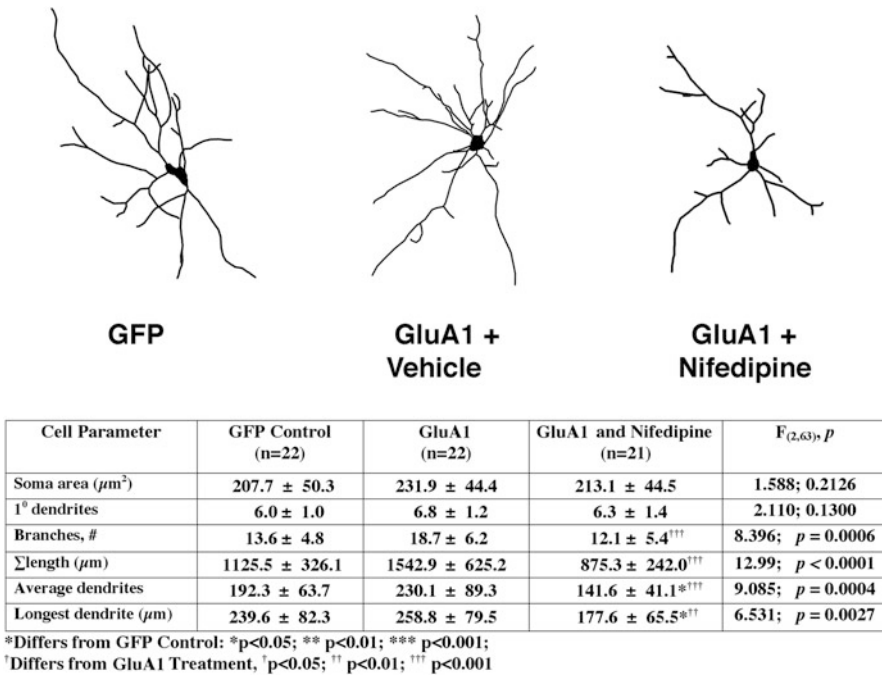 GFP
GluA1 +
Vehicle
GluA1 +
Nifedipine
Cell Parameter GFP Control (n=22) GluA1 (n=22) GluA1 and Nifedipine (n=21) F(2,63), p
Soma area (µm²) 207.7 ± 50.3 231.9 ± 44.4 213.1 ± 44.5 1.588; 0.2126
1⁰ dendrites 6.0 ± 1.0 6.8 ± 1.2 6.3 ± 1.4 2.110; 0.1300
Branches, # 13.6 ± 4.8 18.7 ± 6.2 12.1 ± 5.4††† 8.396; p = 0.0006
∑length (µm) 1125.5 ± 326.1 1542.9 ± 625.2 875.3 ± 242.0††† 12.99; p < 0.0001
Average dendrites 192.3 ± 63.7 230.1 ± 89.3 141.6 ± 41.1*††† 9.085; p = 0.0004
Longest dendrite (µm) 239.6 ± 82.3 258.8 ± 79.5 177.6 ± 65.5*†† 6.531; p = 0.0027
*Differs from GFP Control: *p<0.05; ** p<0.01; *** p<0.001;
†Differs from GluA1 Treatment, †p<0.05; †† p<0.01; ††† p<0.001